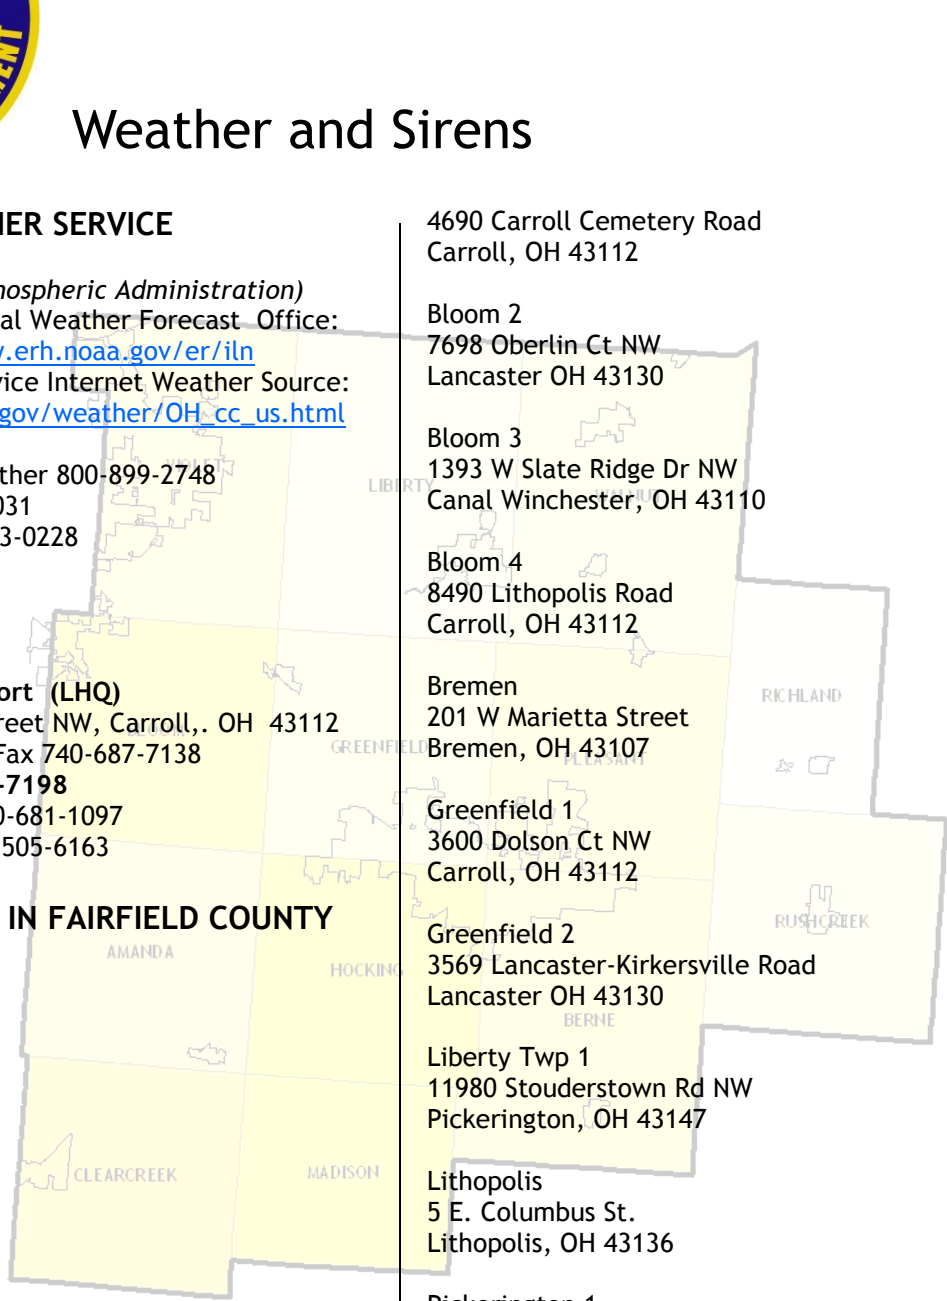 Weather and Sirens
HER SERVICE
nospheric Administration)
al Weather Forecast  Office:
v.erh.noaa.gov/er/iln
vice Internet Weather Source:
gov/weather/OH_cc_us.html
ther 800-899-2748
031
3-0228
ort  (LHQ)
reet NW, Carroll,. OH  43112
Fax 740-687-7138
-7198
0-681-1097
505-6163
IN FAIRFIELD COUNTY
4690 Carroll Cemetery Road
Carroll, OH 43112
Bloom 2
7698 Oberlin Ct NW
Lancaster OH 43130
Bloom 3
1393 W Slate Ridge Dr NW
Canal Winchester, OH 43110
Bloom 4
8490 Lithopolis Road
Carroll, OH 43112
Bremen
201 W Marietta Street
Bremen, OH 43107
Greenfield 1
3600 Dolson Ct NW
Carroll, OH 43112
Greenfield 2
3569 Lancaster-Kirkersville Road
Lancaster OH 43130
Liberty Twp 1
11980 Stouderstown Rd NW
Pickerington, OH 43147
Lithopolis
5 E. Columbus St.
Lithopolis, OH 43136
Pickerington 1
VIOLET
LIBERTY
WALNUT
BLOOM
GREENFIELD
PLEASANT
RICHLAND
AMANDA
HOCKING
BERNE
RUSHCREEK
CLEARCREEK
MADISON